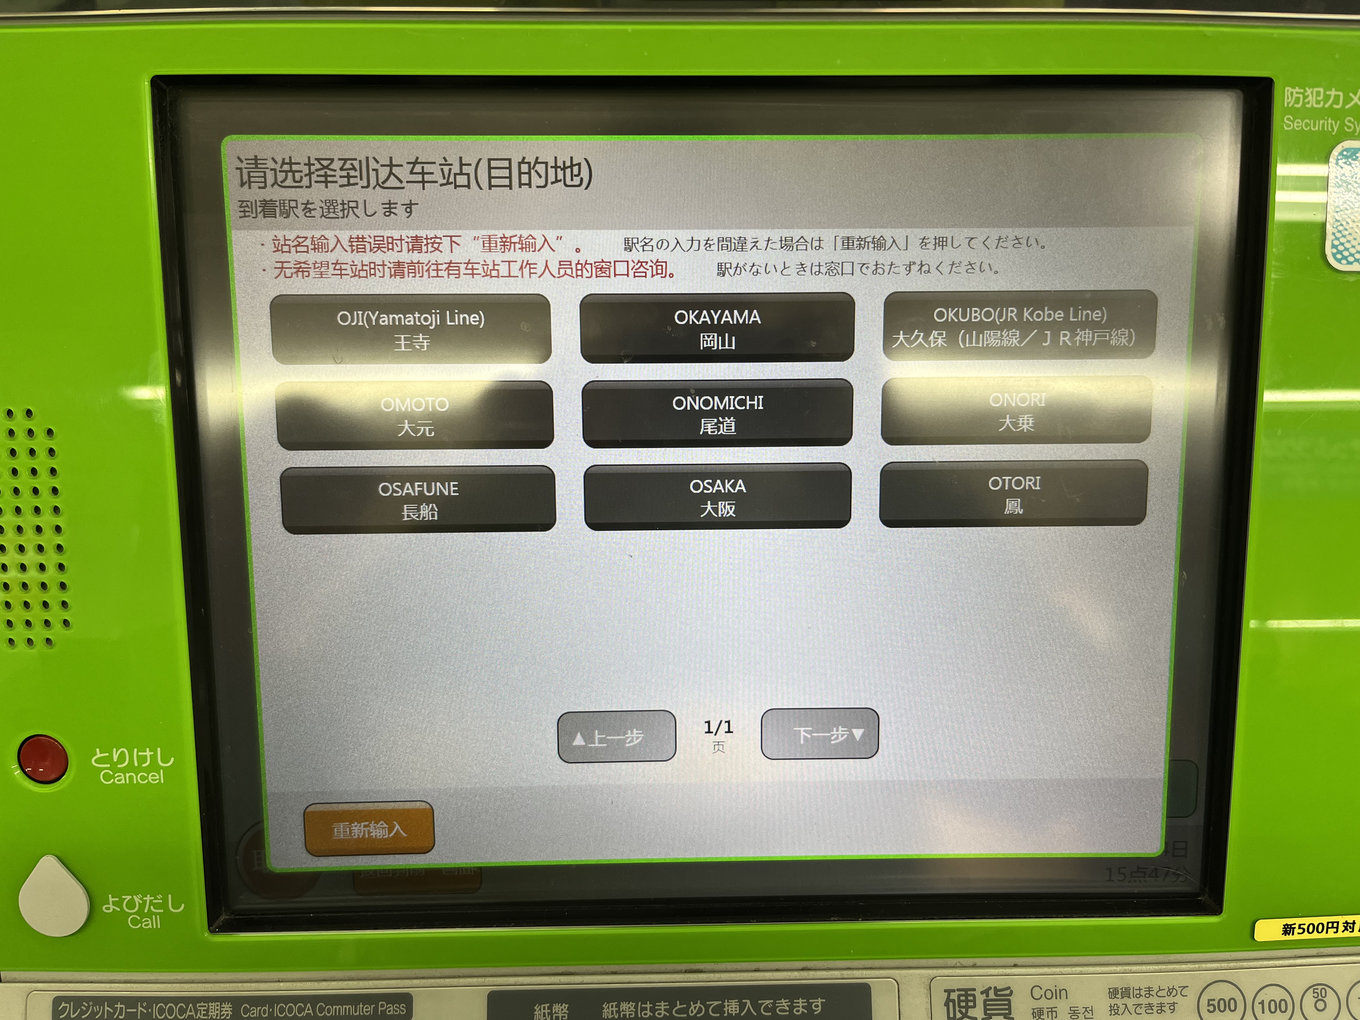 防犯カメ
Security Sy
请选择到达车站(目的地)
到着駅を選択します
·站名输入错误时请按下“重新输入”。 駅名の入力を間違えた場合は「重新输入」を押してください。
·无希望车站时请前往有车站工作人员的窗口咨询。 駅がないときは窓口でおたずねください。
OJI(Yamatoji Line)
王寺
OKAYAMA
岡山
OKUBO(JR Kobe Line)
大久保（山陽線／ＪＲ神戸線）
OMOTO
大元
ONOMICHI
尾道
ONORI
大乗
OSAFUNE
長船
OSAKA
大阪
OTORI
鳳
▲上一步
1/1
页
下一步▼
重新输入
日
15点47分
とりけし
Cancel
よびだし
Call
新500円対
クレジットカード·ICOCA定期券 Card·ICOCA Commuter Pass
紙幣 紙幣はまとめて挿入できます
硬貨 Coin
硬币 동전
硬貨はまとめて
投入できます
500 100 50